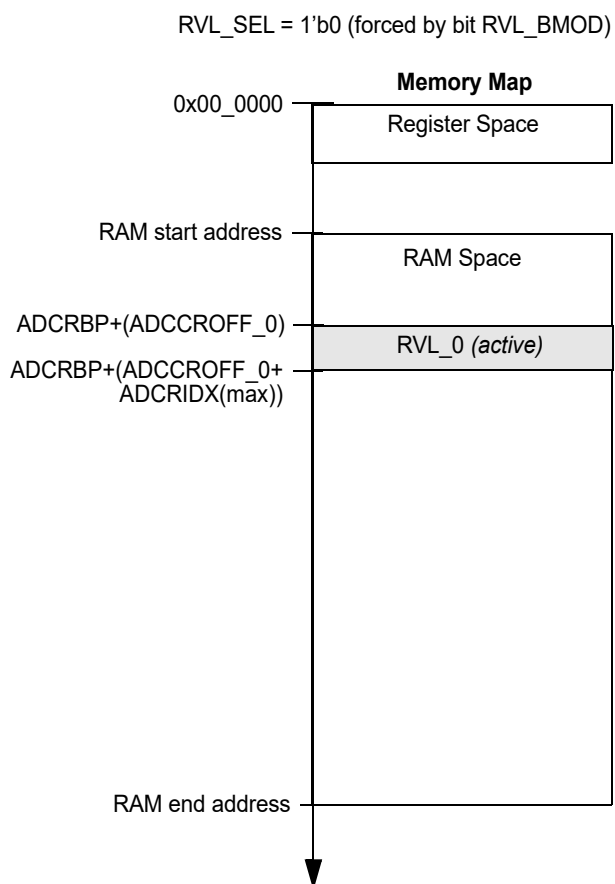 RVL_SEL = 1'b0 (forced by bit RVL_BMOD)
Memory Map
0x00_0000
Register Space
RAM start address
RAM Space
ADCRBP+(ADCCROFF_0)
RVL_0 (active)
ADCRBP+(ADCCROFF_0+
ADCRIDX(max))
RAM end address